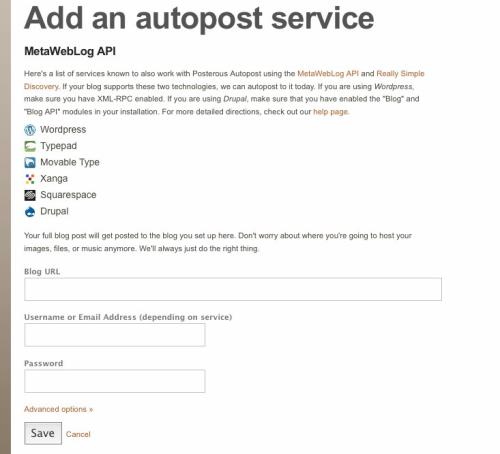 Add an autopost service
MetaWebLog API
Here's a list of services known to also work with Posterous Autopost using the MetaWebLog API and Really Simple
Discovery. If your blog supports these two technologies, we can autopost to it today. If you are using Wordpress,
make sure you have XML-RPC enabled. If you are using Drupal, make sure that you have enabled the "Blog" and
"Blog API" modules in your installation. For more detailed directions, check out our help page.
Wordpress
Typepad
Movable Type
Xanga
Squarespace
Drupal
Your full blog post will get posted to the blog you set up here. Don't worry about where you're going to host your
images, files, or music anymore. We'll always just do the right thing.
Blog URL
Username or Email Address (depending on service)
Password
Advanced options »
Save Cancel